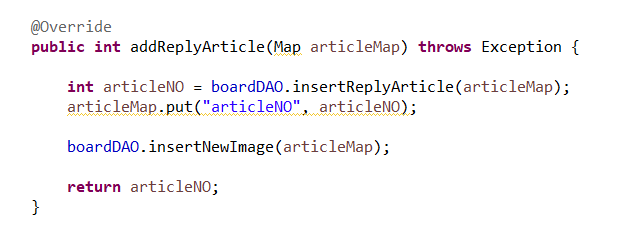 @Override
public int addReplyArticle(Map articleMap) throws Exception {
int articleNO = boardDAO.insertReplyArticle(articleMap);
articleMap.put("articleNO", articleNO);
boardDAO.insertNewImage(articleMap);
return articleNO;
}